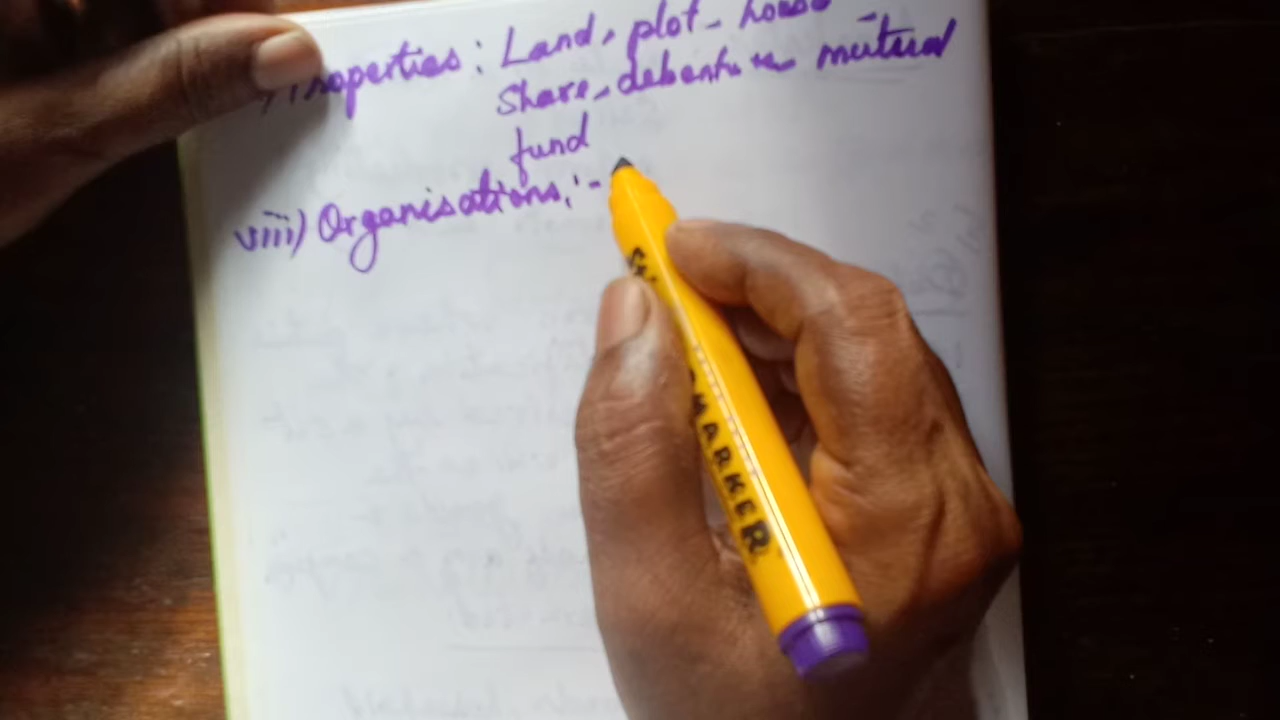 Properties: Land, plot- house
Share, debenture mutual
fund
viii) Organisations:-
MARKER